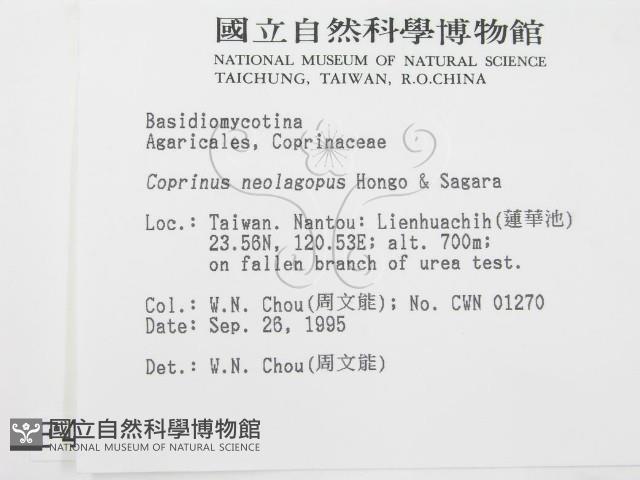 國立自然科學博物館
NATIONAL MUSEUM OF NATURAL SCIENCE
TAICHUNG, TAIWAN, R.O.CHINA
Basidiomycotina
Agaricales, Coprinaceae
Coprinus neolagopus Hongo & Sagara
Loc.: Taiwan. Nantou: Lienhuachih(蓮華池)
23.56N, 120.53E; alt. 700m;
on fallen branch of urea test.
Col.: W.N. Chou(周文能); No. CWN 01270
Date: Sep. 26, 1995
Det.: W.N. Chou(周文能)
國立自然科學博物館
NATIONAL MUSEUM OF NATURAL SCIENCE